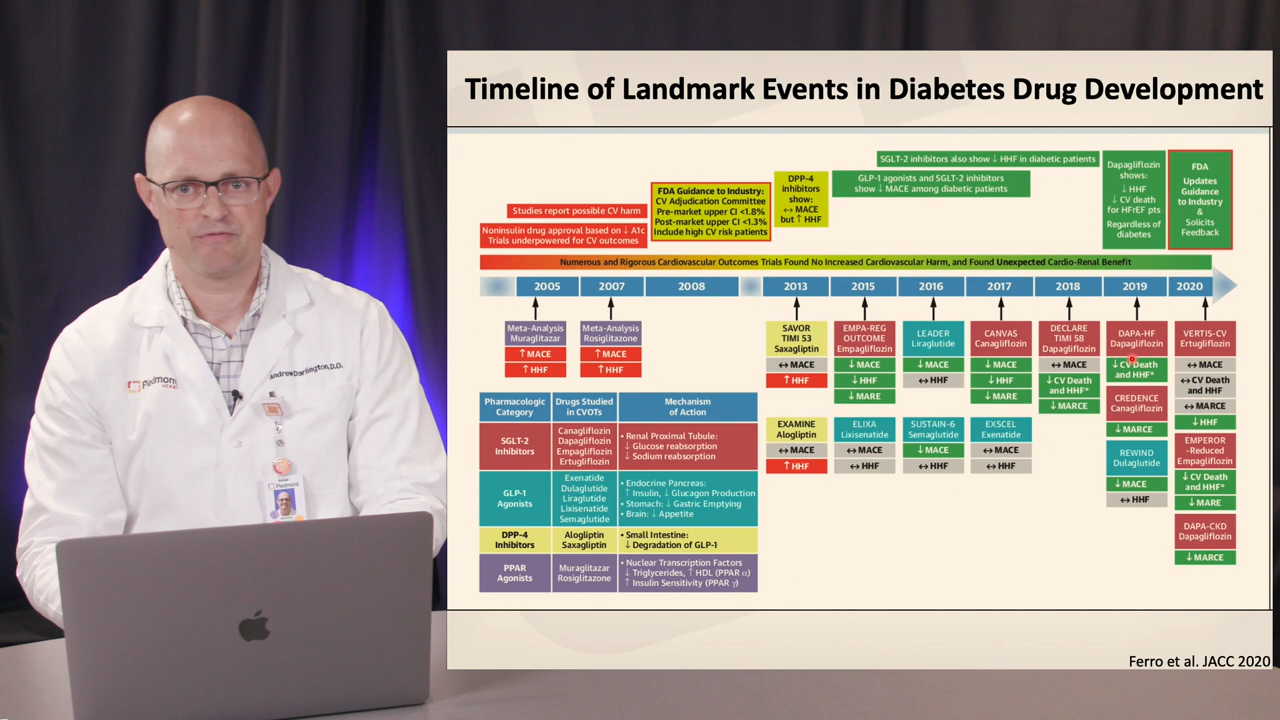 Timeline of Landmark Events in Diabetes Drug Development
SGLT-2 inhibitors also show ↓ HHF in diabetic patients
GLP-1 agonists and SGLT-2 inhibitors
show ↓ MACE among diabetic patients
Dapagliflozin
shows:
↓ HHF
↓ CV death
for HFrEF pts
Regardless of
diabetes
FDA
Updates
Guidance
to Industry
&
Solicits
Feedback
DPP-4
inhibitors
show:
↔ MACE
but ↑ HHF
FDA Guidance to Industry:
CV Adjudication Committee
Pre-market upper CI <1.8%
Post-market upper CI <1.3%
Include high CV risk patients
Studies report possible CV harm
Noninsulin drug approval based on ↓ A1c
Trials underpowered for CV outcomes
Numerous and Rigorous Cardiovascular Outcomes Trials Found No Increased Cardiovascular Harm, and Found Unexpected Cardio-Renal Benefit
2005 2007 2008 2013 2015 2016 2017 2018 2019 2020
Meta-Analysis
Muraglitazar
↑ MACE
↑ HHF
Meta-Analysis
Rosiglitazone
↑ MACE
↑ HHF
SAVOR
TIMI 53
Saxagliptin
↔ MACE
↑ HHF
EXAMINE
Alogliptin
↔ MACE
↑ HHF
EMPA-REG
OUTCOME
Empagliflozin
↓ MACE
↓ HHF
↓ MARE
ELIXA
Lixisenatide
↔ MACE
↔ HHF
LEADER
Liraglutide
↓ MACE
↔ HHF
SUSTAIN-6
Semaglutide
↓ MACE
↔ HHF
CANVAS
Canagliflozin
↓ MACE
↓ HHF
↓ MARE
EXSCEL
Exenatide
↔ MACE
↔ HHF
DECLARE
TIMI 58
Dapagliflozin
↔ MACE
↓ CV Death
and HHF*
↓ MARCE
DAPA-HF
Dapagliflozin
↓ CV Death
and HHF*
CREDENCE
Canagliflozin
↓ MARCE
REWIND
Dulaglutide
↓ MACE
↔ HHF
VERTIS-CV
Ertugliflozin
↔ MACE
↔ CV Death
and HHF
↔ MARCE
↓ HHF
EMPEROR
-Reduced
Empagliflozin
↓ CV Death
and HHF*
↓ MARE
DAPA-CKD
Dapagliflozin
↓ MARCE
Pharmacologic
Category
Drugs Studied
in CVOTs
Mechanism
of Action
SGLT-2
Inhibitors
Canagliflozin
Dapagliflozin
Empagliflozin
Ertugliflozin
• Renal Proximal Tubule:
↓ Glucose reabsorption
↓ Sodium reabsorption
GLP-1
Agonists
Exenatide
Dulaglutide
Liraglutide
Lixisenatide
Semaglutide
• Endocrine Pancreas:
↑ Insulin, ↓ Glucagon Production
• Stomach: ↓ Gastric Emptying
• Brain: ↓ Appetite
DPP-4
Inhibitors
Alogliptin
Saxagliptin
• Small Intestine:
↓ Degradation of GLP-1
PPAR
Agonists
Muraglitazar
Rosiglitazone
• Nuclear Transcription Factors
↓ Triglycerides, ↑ HDL (PPAR α)
↑ Insulin Sensitivity (PPAR γ)
Ferro et al. JACC 2020
Piedmont
HEART
Andrew Darlington, D.O.
Piedmont